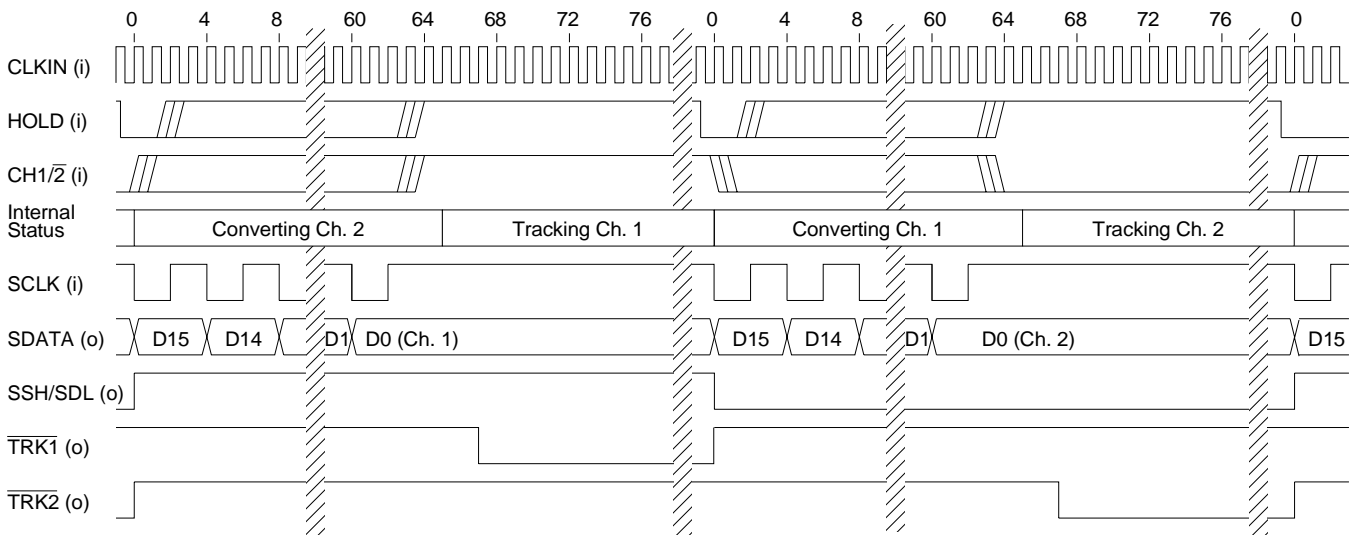 0 4 8 60 64 68 72 76 0 4 8 60 64 68 72 76 0
CLKIN (i)
HOLD (i)
CH1/2̅ (i)
Internal
Status
Converting Ch. 2 Tracking Ch. 1 Converting Ch. 1 Tracking Ch. 2
SCLK (i)
SDATA (o) D15 D14 D1 D0 (Ch. 1) D15 D14 D1 D0 (Ch. 2) D15
SSH/SDL (o)
T̅R̅K̅1̅ (o)
T̅R̅K̅2̅ (o)